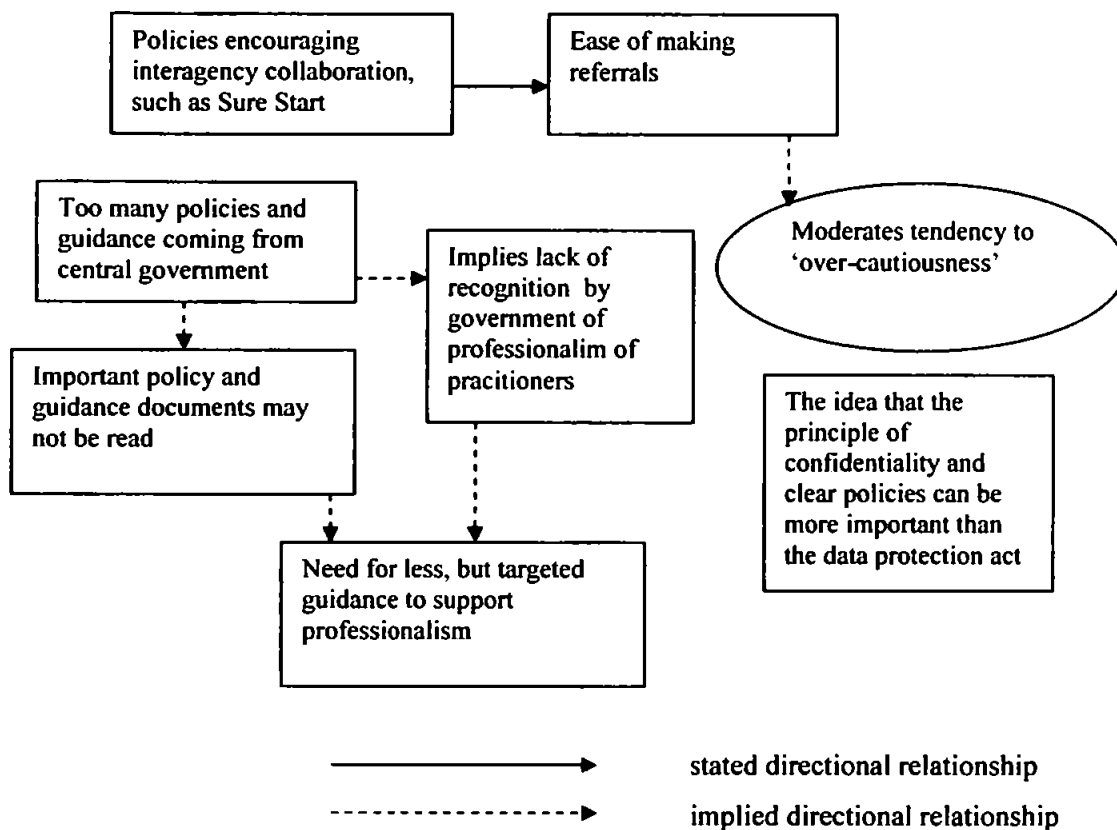 Policies encouraging
interagency collaboration,
such as Sure Start
Ease of making
referrals
Too many policies and
guidance coming from
central government
Implies lack of
recognition by
government of
professionalim of
pracitioners
Moderates tendency to
‘over-cautiousness’
Important policy and
guidance documents may
not be read
The idea that the
principle of
confidentiality and
clear policies can be
more important than
the data protection act
Need for less, but targeted
guidance to support
professionalism
stated directional relationship
implied directional relationship